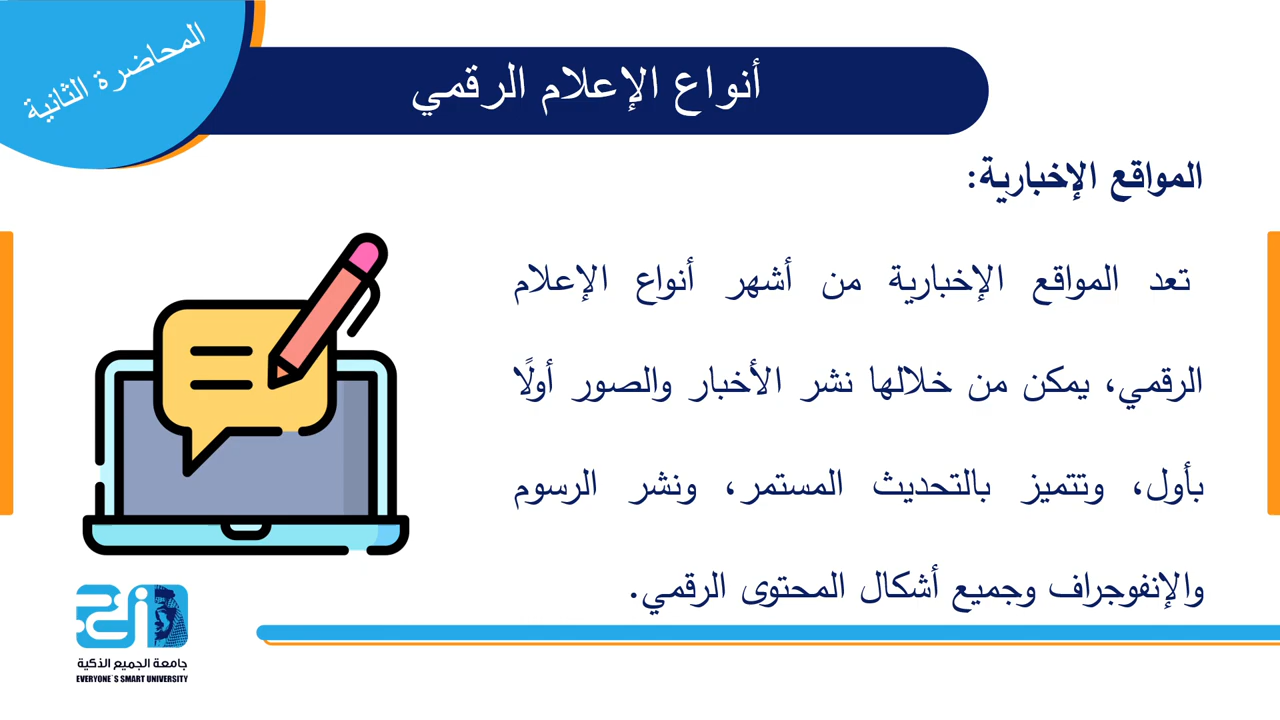 المحاضرة الثانية
أنواع الإعلام الرقمي
المواقع الإخبارية:
تعد المواقع الإخبارية من أشهر أنواع الإعلام
الرقمي، يمكن من خلالها نشر الأخبار والصور أولًا
بأول، وتتميز بالتحديث المستمر، ونشر الرسوم
والإنفوجراف وجميع أشكال المحتوى الرقمي.
جامعة الجميع الذكية
EVERYONE`S SMART UNIVERSITY